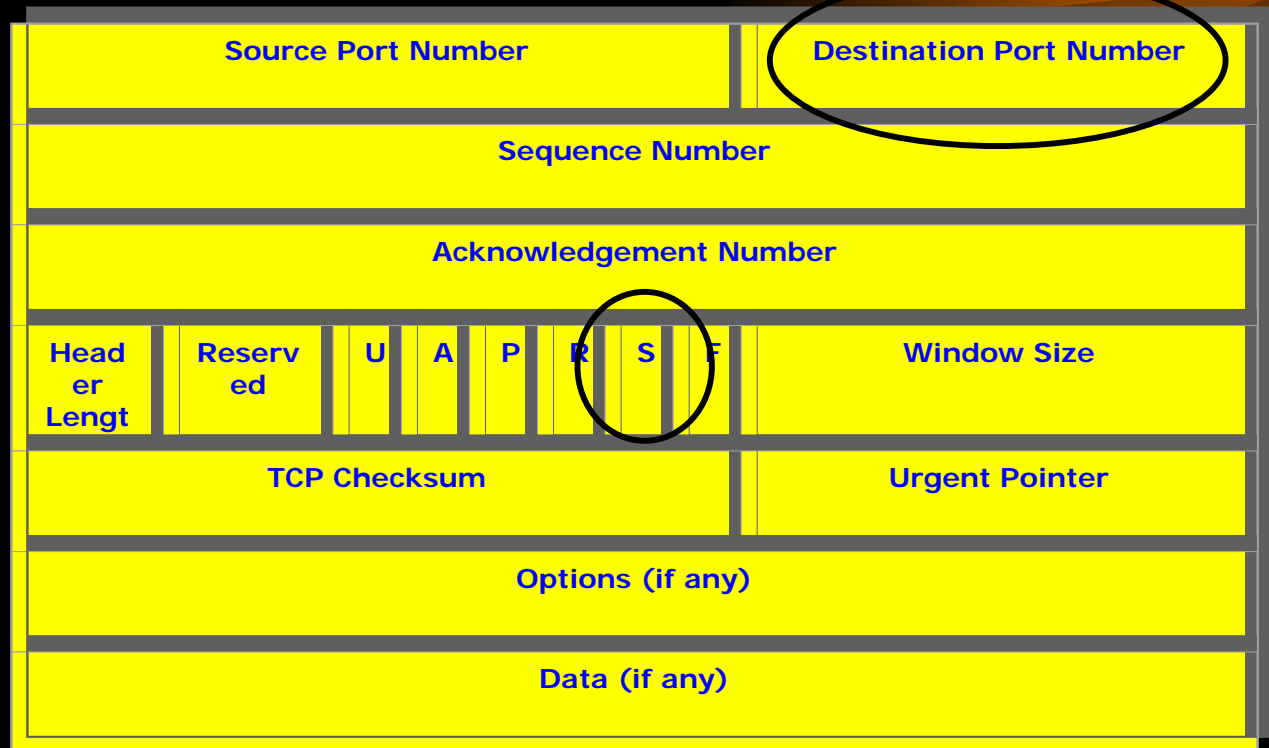 Source Port Number
Destination Port Number
Sequence Number
Acknowledgement Number
Head
er
Lengt
Reserv
ed
U
A
P
R
S
F
Window Size
TCP Checksum
Urgent Pointer
Options (if any)
Data (if any)